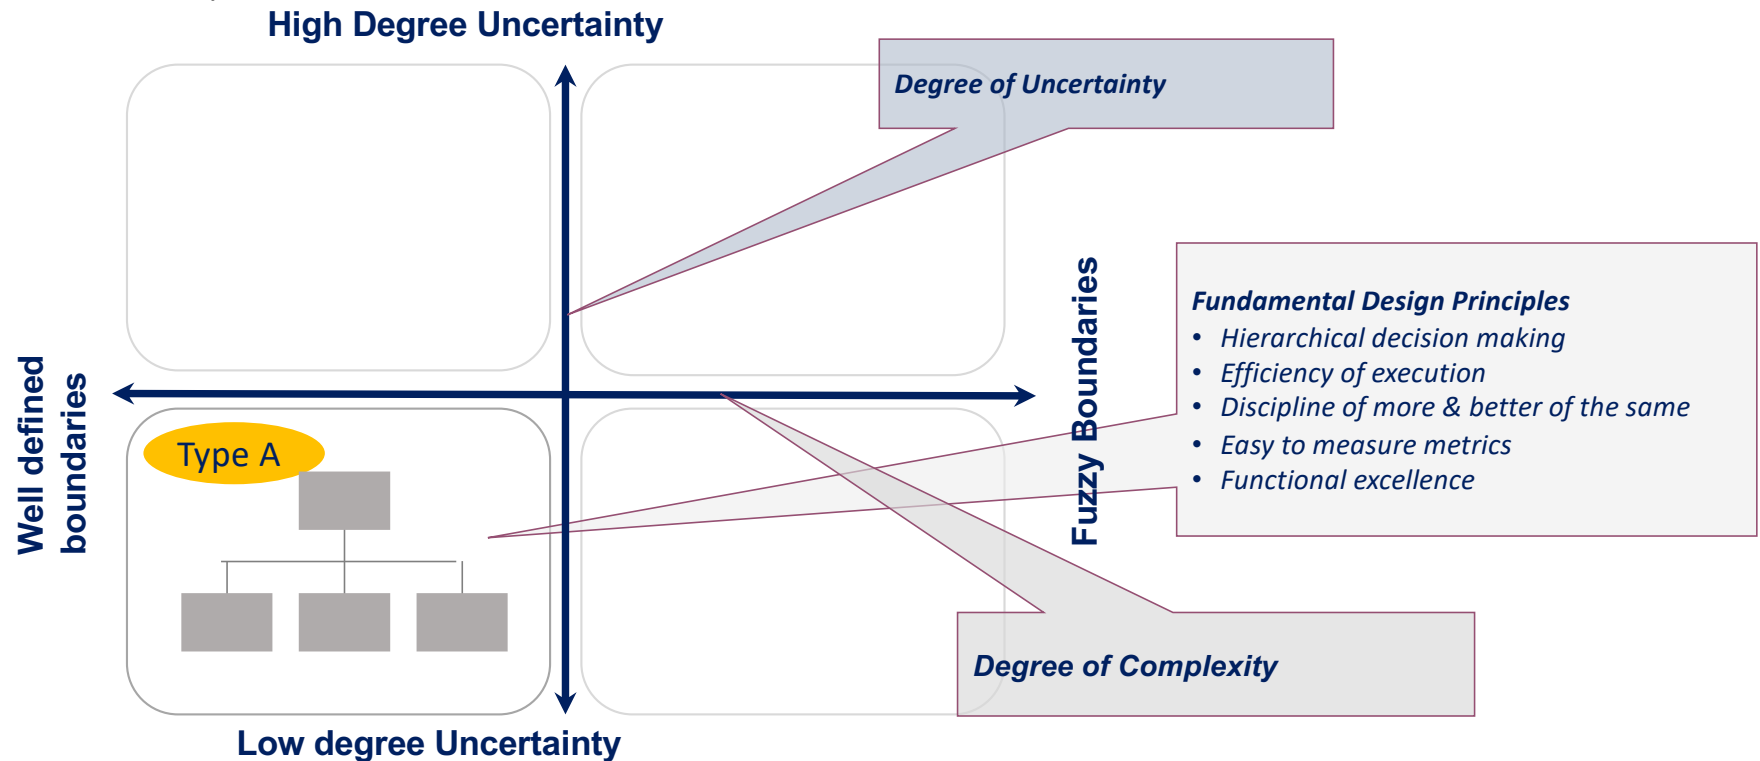 High Degree Uncertainty
Degree of Uncertainty
Well defined
boundaries
Fuzzy Boundaries
Fundamental Design Principles
• Hierarchical decision making
• Efficiency of execution
• Discipline of more & better of the same
• Easy to measure metrics
• Functional excellence
Type A
Degree of Complexity
Low degree Uncertainty